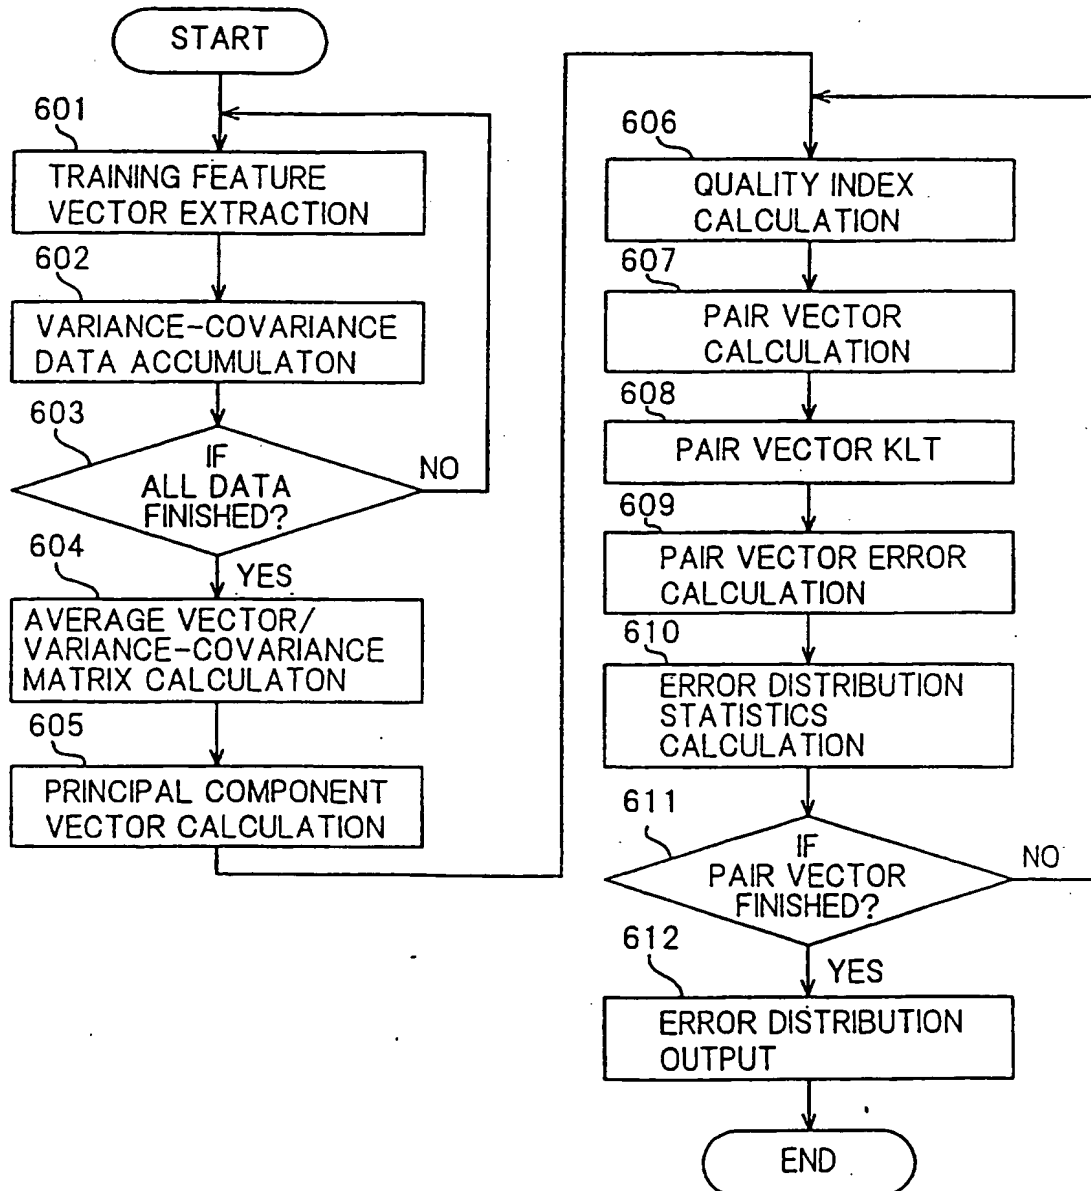 START
601
TRAINING FEATURE
VECTOR EXTRACTION
602
VARIANCE-COVARIANCE
DATA ACCUMULATON
603
IF
ALL DATA
FINISHED?
NO
604
YES
AVERAGE VECTOR/
VARIANCE-COVARIANCE
MATRIX CALCULATON
605
PRINCIPAL COMPONENT
VECTOR CALCULATION
606
QUALITY INDEX
CALCULATION
607
PAIR VECTOR
CALCULATION
608
PAIR VECTOR KLT
609
PAIR VECTOR ERROR
CALCULATION
610
ERROR DISTRIBUTION
STATISTICS
CALCULATION
611
IF
PAIR VECTOR
FINISHED?
NO
612
YES
ERROR DISTRIBUTION
OUTPUT
END